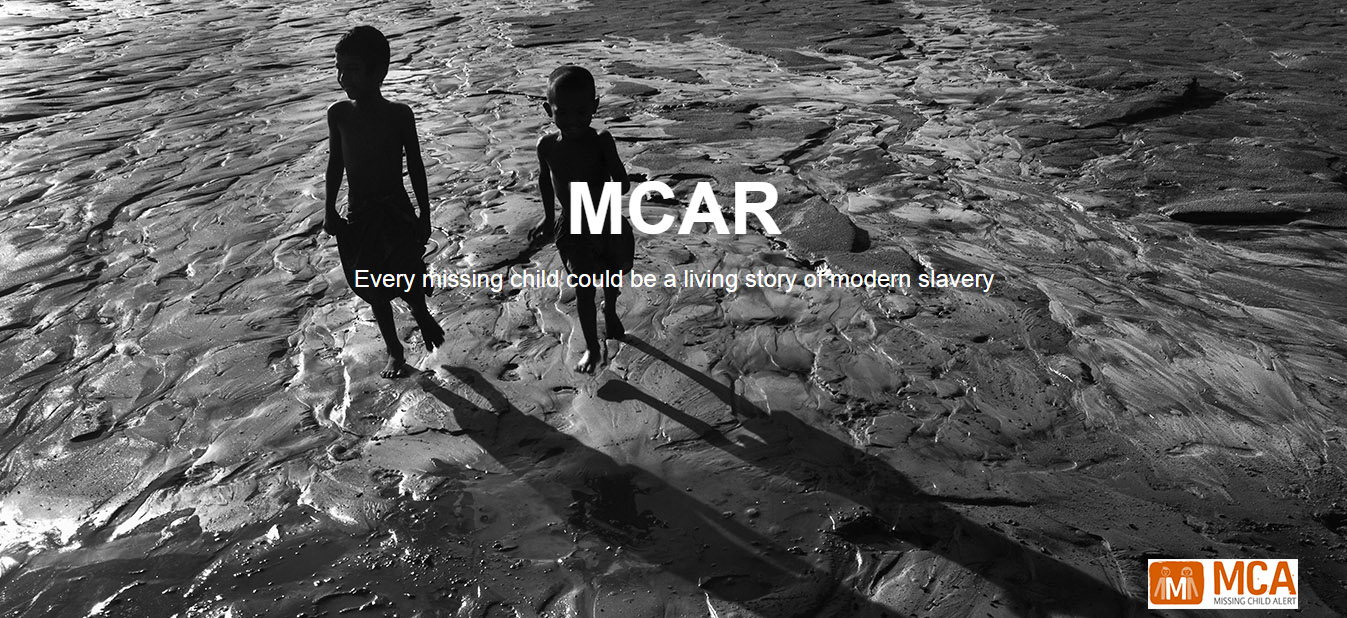 MCAR
Every missing child could be a living story of modern slavery
MCA
MISSING CHILD ALERT